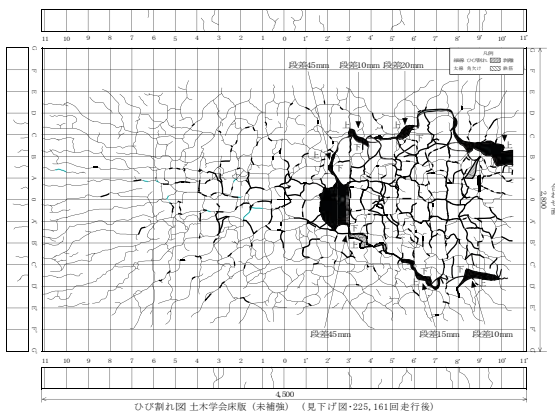 11 10 9 8 7 6 5 4 3 2 1 0 1' 2' 3' 4' 5' 6' 7' 8' 9' 10' 11'
段差45mm 段差10mm 段差20mm
凡例
G G'
F F'
E E'
D D'
C C'
B B'
A A'
0 0
2,800
段差45mm 段差15mm 段差10mm
11 10 9 8 7 6 5 4 3 2 1 0 1' 2' 3' 4' 5' 6' 7' 8' 9' 10' 11'
4,500
ひび割れ図 土木学会床版（未補強）（見下げ図・225,161回走行後）